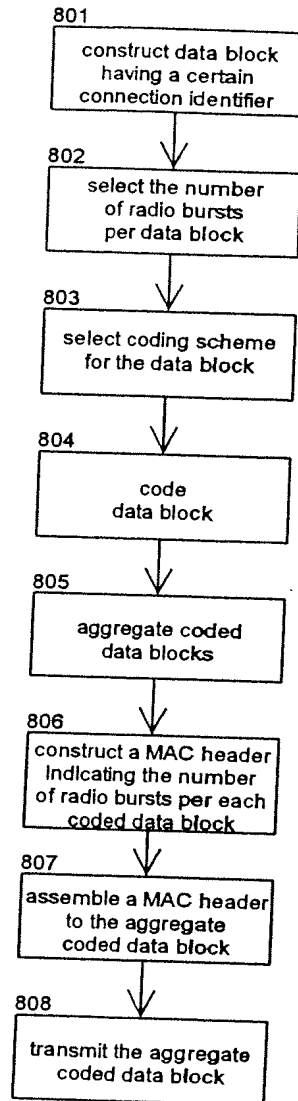 801
construct data block
having a certain
connection identifier
802
select the number
of radio bursts
per data block
803
select coding scheme
for the data block
804
code
data block
805
aggregate coded
data blocks
806
construct a MAC header
indicating the number
of radio bursts per each
coded data block
807
assemble a MAC header
to the aggregate
coded data block
808
transmit the aggregate
coded data block